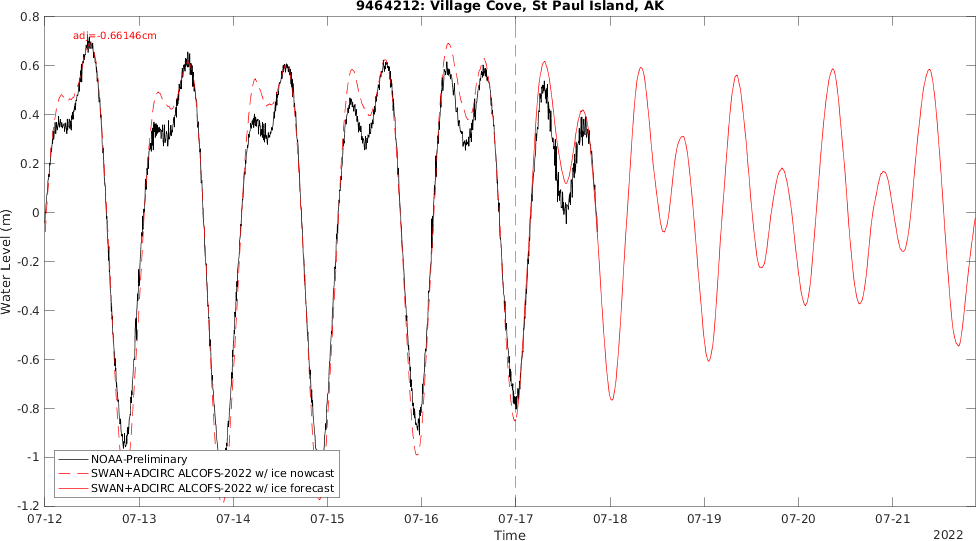 9464212: Village Cove, St Paul Island, AK
adj=-0.66146cm
Water Level (m)
0.8
0.6
0.4
0.2
0
-0.2
-0.4
-0.6
-0.8
-1
-1.2
NOAA-Preliminary
SWAN+ADCIRC ALCOFS-2022 w/ ice nowcast
SWAN+ADCIRC ALCOFS-2022 w/ ice forecast
07-12 07-13 07-14 07-15 07-16 07-17 07-18 07-19 07-20 07-21
Time
2022